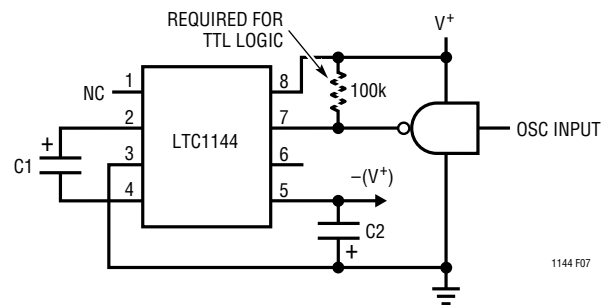 REQUIRED FOR
TTL LOGIC
V+
NC
1
8
100k
2
7
LTC1144
OSC INPUT
+
C1
3
6
4
5
−(V+)
C2
+
1144 F07